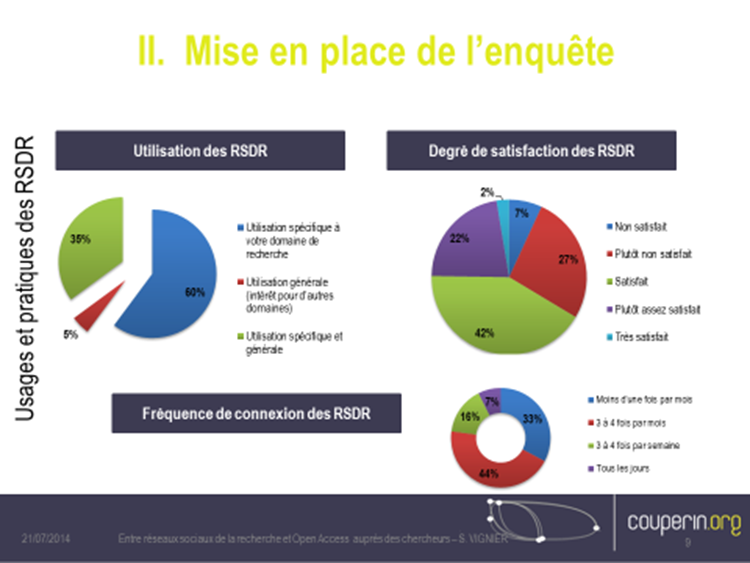 II. Mise en place de l'enquête
Usages et pratiques des RSDR
Utilisation des RSDR
35%
60%
5%
Utilisation spécifique à
votre domaine de
recherche
Utilisation générale
(intérêt pour d'autres
domaines)
Utilisation spécifique et
générale
Degré de satisfaction des RSDR
2%
7%
22%
27%
42%
Non satisfait
Plutôt non satisfait
Satisfait
Plutôt assez satisfait
Très satisfait
Fréquence de connexion des RSDR
7%
16%
33%
44%
Moins d'une fois par mois
3 à 4 fois par mois
3 à 4 fois par semaine
Tous les jours
21/07/2014
Entre réseaux sociaux de la recherche et Open Access auprés des chercheurs – S. VIGNIER
couperin.org
9